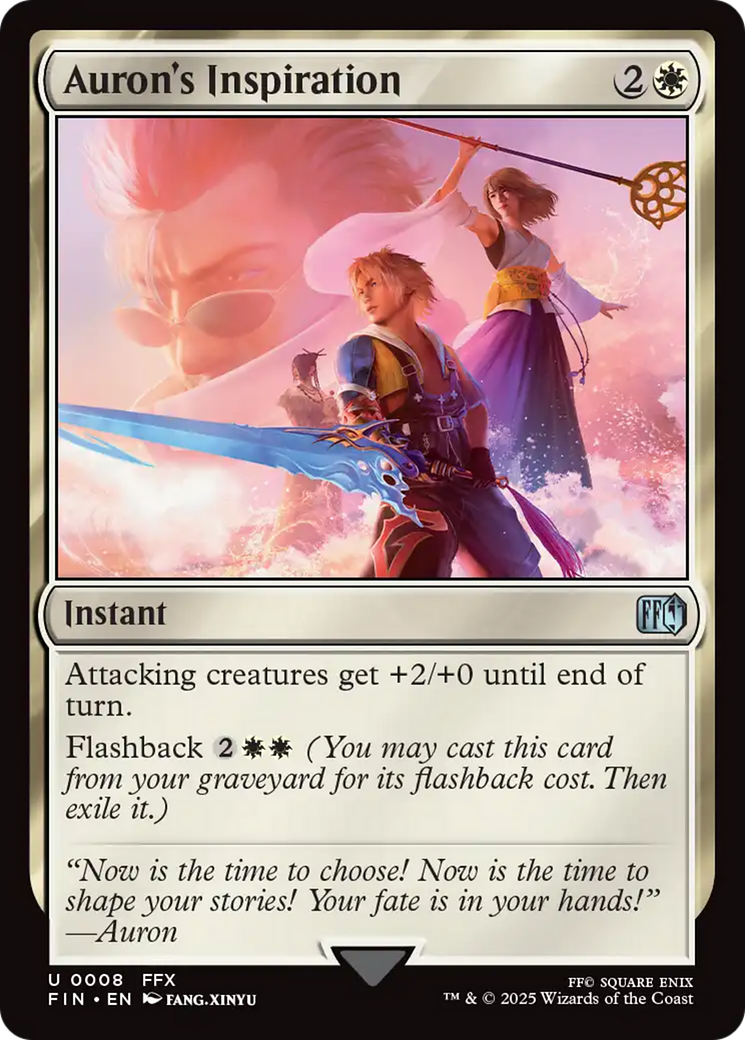 Auron's Inspiration 2
Instant FF
Attacking creatures get +2/+0 until end of
turn.
Flashback 2 (You may cast this card
from your graveyard for its flashback cost. Then
exile it.)
“Now is the time to choose! Now is the time to
shape your stories! Your fate is in your hands!”
—Auron
U 0008 FFX
FIN • EN FANG.XINYU
FF© SQUARE ENIX
™ & © 2025 Wizards of the Coast